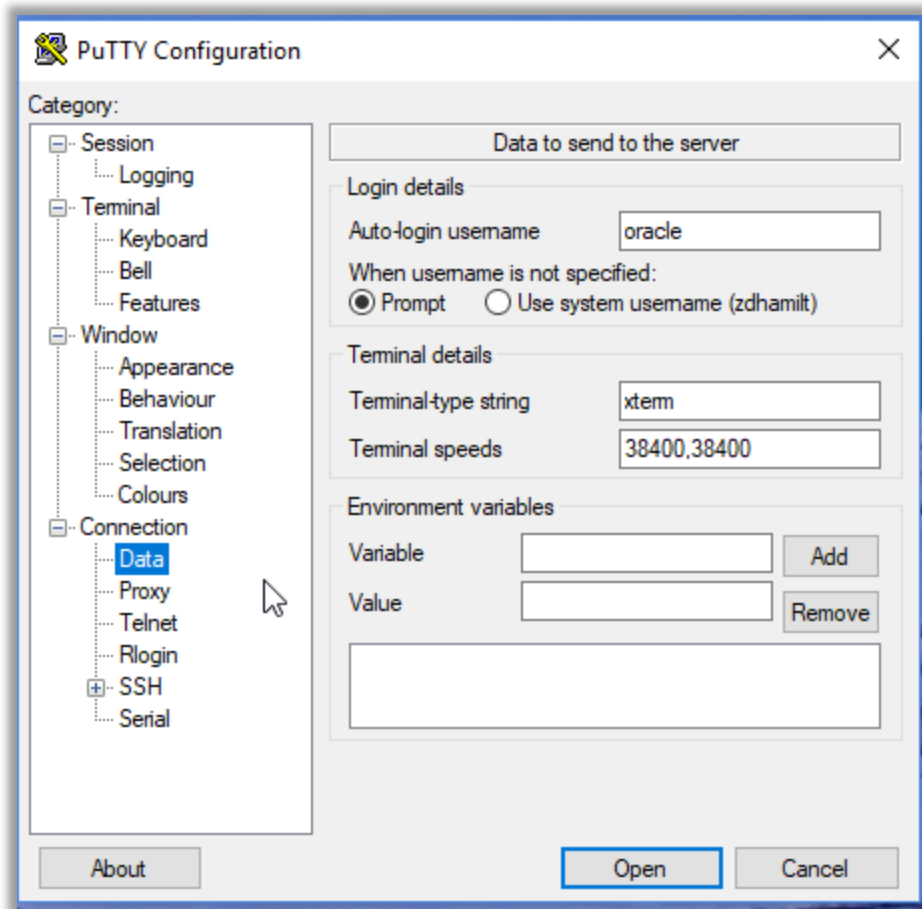 PuTTY Configuration
Category:
Session
Logging
Terminal
Keyboard
Bell
Features
Window
Appearance
Behaviour
Translation
Selection
Colours
Connection
Data
Proxy
Telnet
Rlogin
SSH
Serial
Data to send to the server
Login details
Auto-login username oracle
When username is not specified:
Prompt Use system username (zdhamilt)
Terminal details
Terminal-type string xterm
Terminal speeds 38400,38400
Environment variables
Variable Add
Value Remove
About Open Cancel